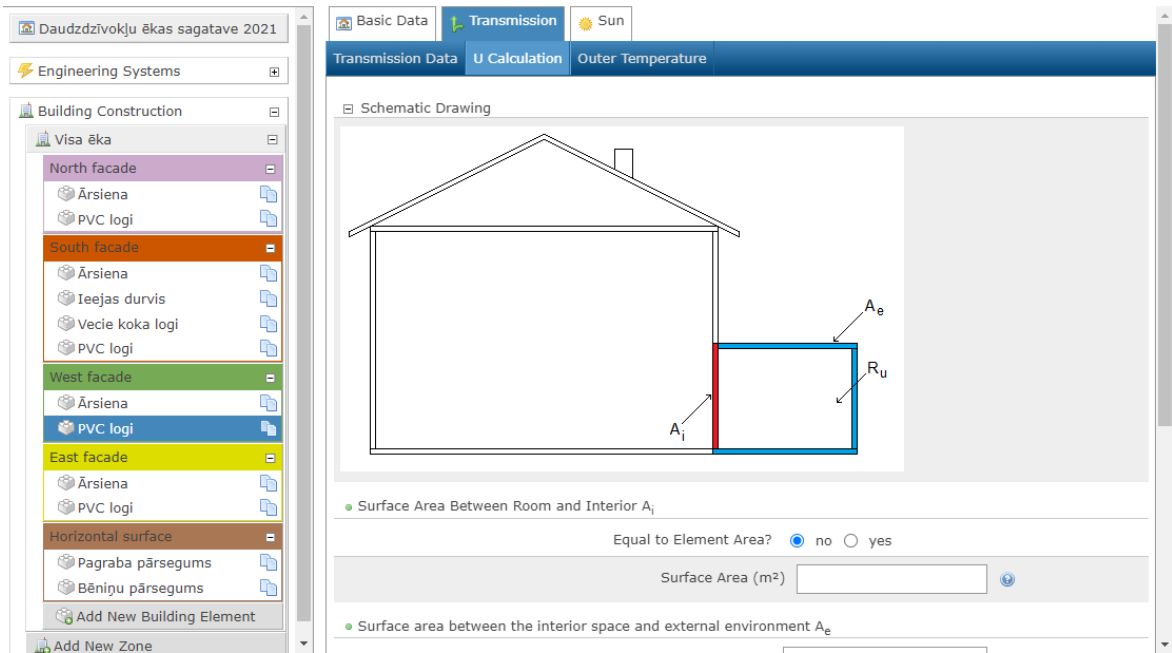 Daudzdzīvokļu ēkas sagatave 2021
Engineering Systems
Building Construction
Visa ēka
North facade
Ārsiena
PVC logi
South facade
Ārsiena
Ieejas durvis
Vecie koka logi
PVC logi
West facade
Ārsiena
PVC logi
East facade
Ārsiena
PVC logi
Horizontal surface
Pagraba pārsegums
Bēniņu pārsegums
Add New Building Element
Add New Zone
Basic Data Transmission Sun
Transmission Data U Calculation Outer Temperature
Schematic Drawing
Ae
Ru
Ai
Surface Area Between Room and Interior Ai
Equal to Element Area? no yes
Surface Area (m²)
Surface area between the interior space and external environment Ae